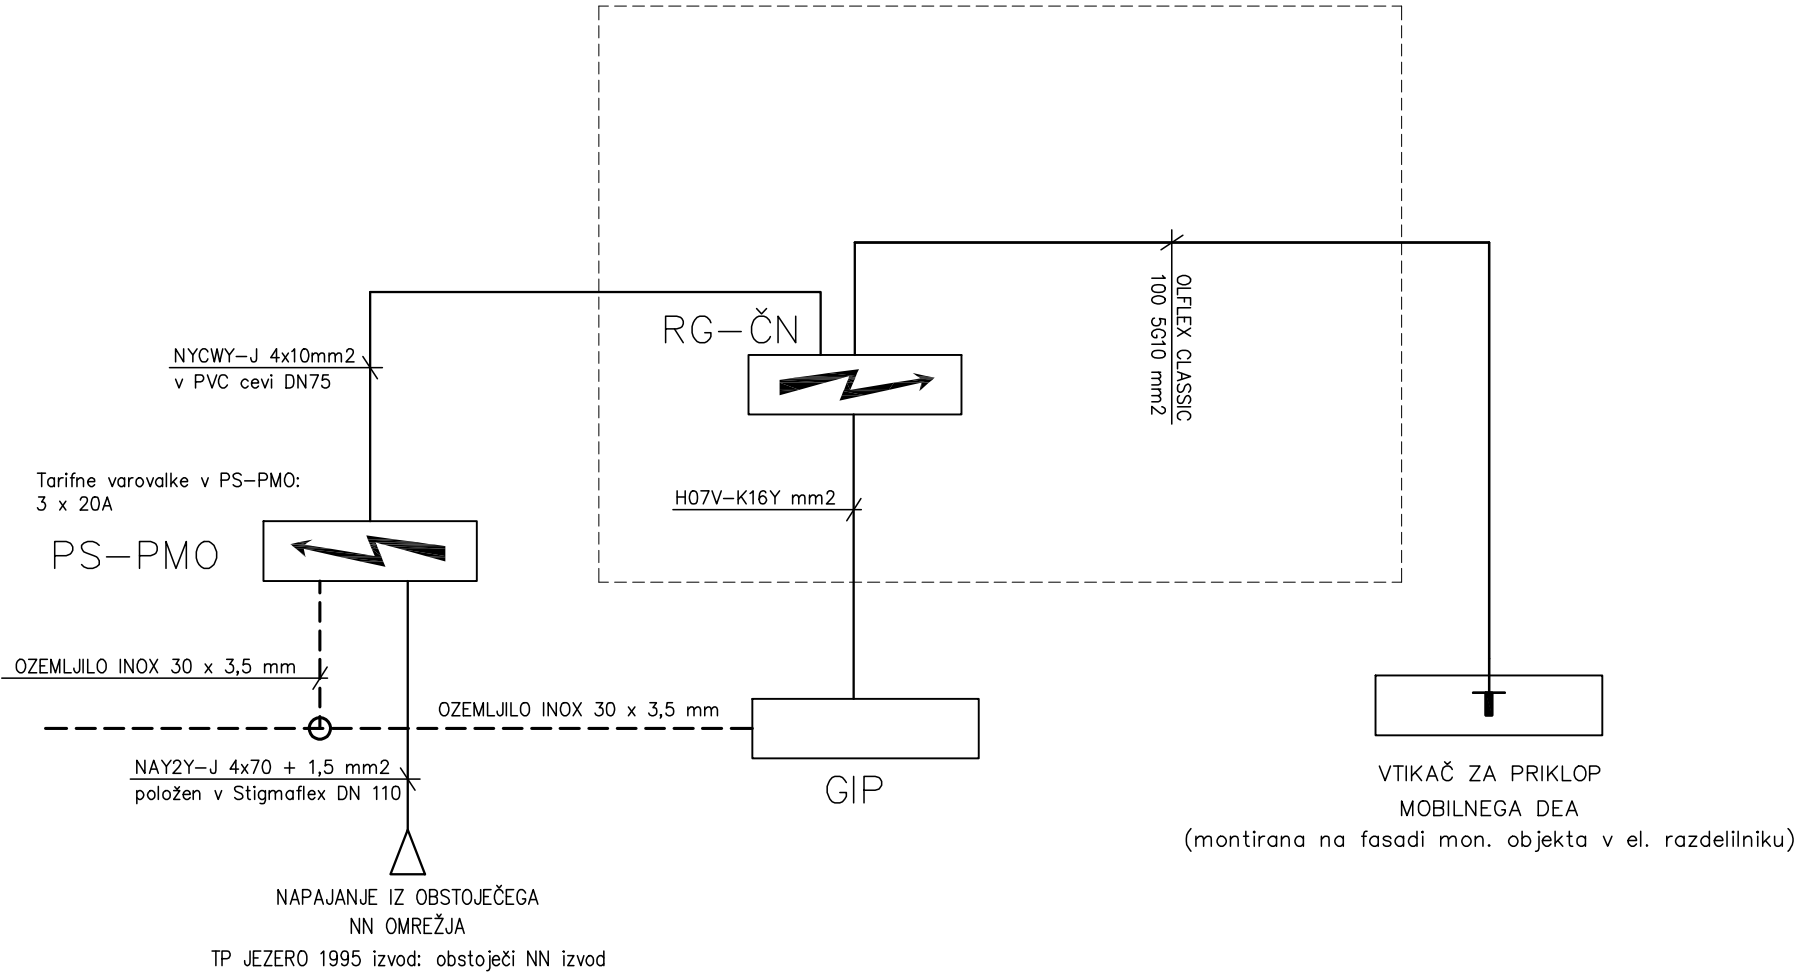 RG-ČN
OLFLEX CLASSIC
100 5G10 mm2
NYCWY-J 4x10mm2
v PVC cevi DN75
Tarifne varovalke v PS-PMO:
3 x 20A
PS-PMO
H07V-K16Y mm2
OZEMLJILO INOX 30 x 3,5 mm
OZEMLJILO INOX 30 x 3,5 mm
NAY2Y-J 4x70 + 1,5 mm2
položen v Stigmaflex DN 110
GIP
VTIKAČ ZA PRIKLOP
MOBILNEGA DEA
(montirana na fasadi mon. objekta v el. razdelilniku)
NAPAJANJE IZ OBSTOJEČEGA
NN OMREŽJA
TP JEZERO 1995 izvod: obstoječi NN izvod